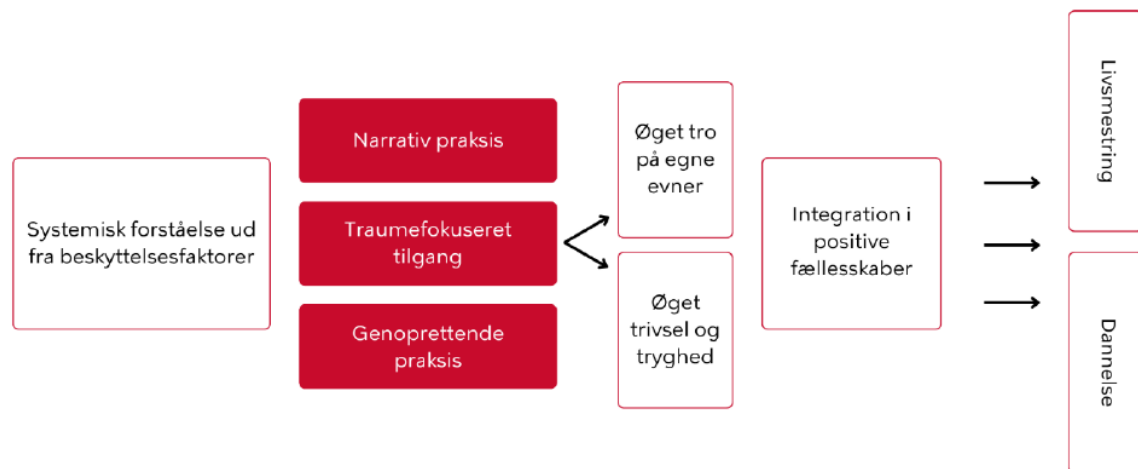 Systemisk forståelse ud
fra beskyttelsesfaktorer
Narrativ praksis
Traumefokuseret
tilgang
Genoprettende
praksis
Øget tro
på egne
evner
Øget
trivsel og
tryghed
Integration i
positive
fællesskaber
Livsmestring
Dannelse